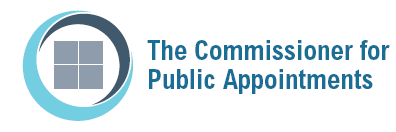 The Commissioner for
Public Appointments